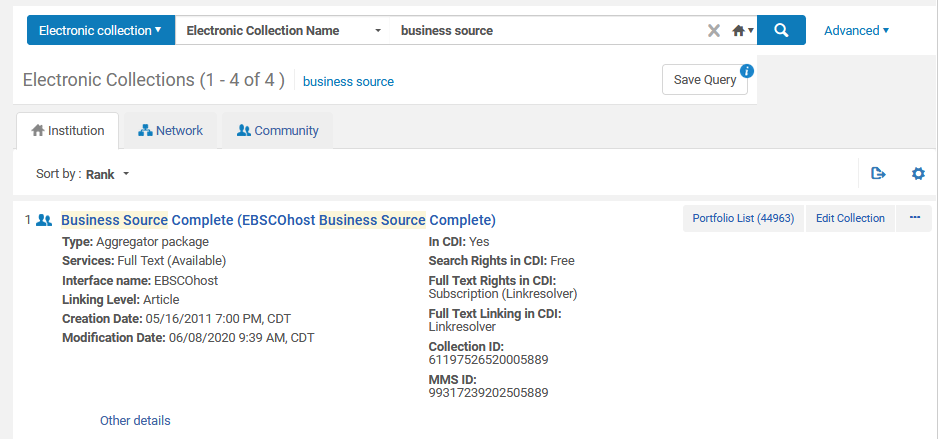 Electronic collection Electronic Collection Name business source Advanced
Electronic Collections (1 - 4 of 4 ) business source Save Query i
Institution Network Community
Sort by : Rank
1 Business Source Complete (EBSCOhost Business Source Complete) Portfolio List (44963) Edit Collection ...
Type: Aggregator package
Services: Full Text (Available)
Interface name: EBSCOhost
Linking Level: Article
Creation Date: 05/16/2011 7:00 PM, CDT
Modification Date: 06/08/2020 9:39 AM, CDT
In CDI: Yes
Search Rights in CDI: Free
Full Text Rights in CDI:
Subscription (Linkresolver)
Full Text Linking in CDI:
Linkresolver
Collection ID:
61197526520005889
MMS ID:
99317239202505889
Other details